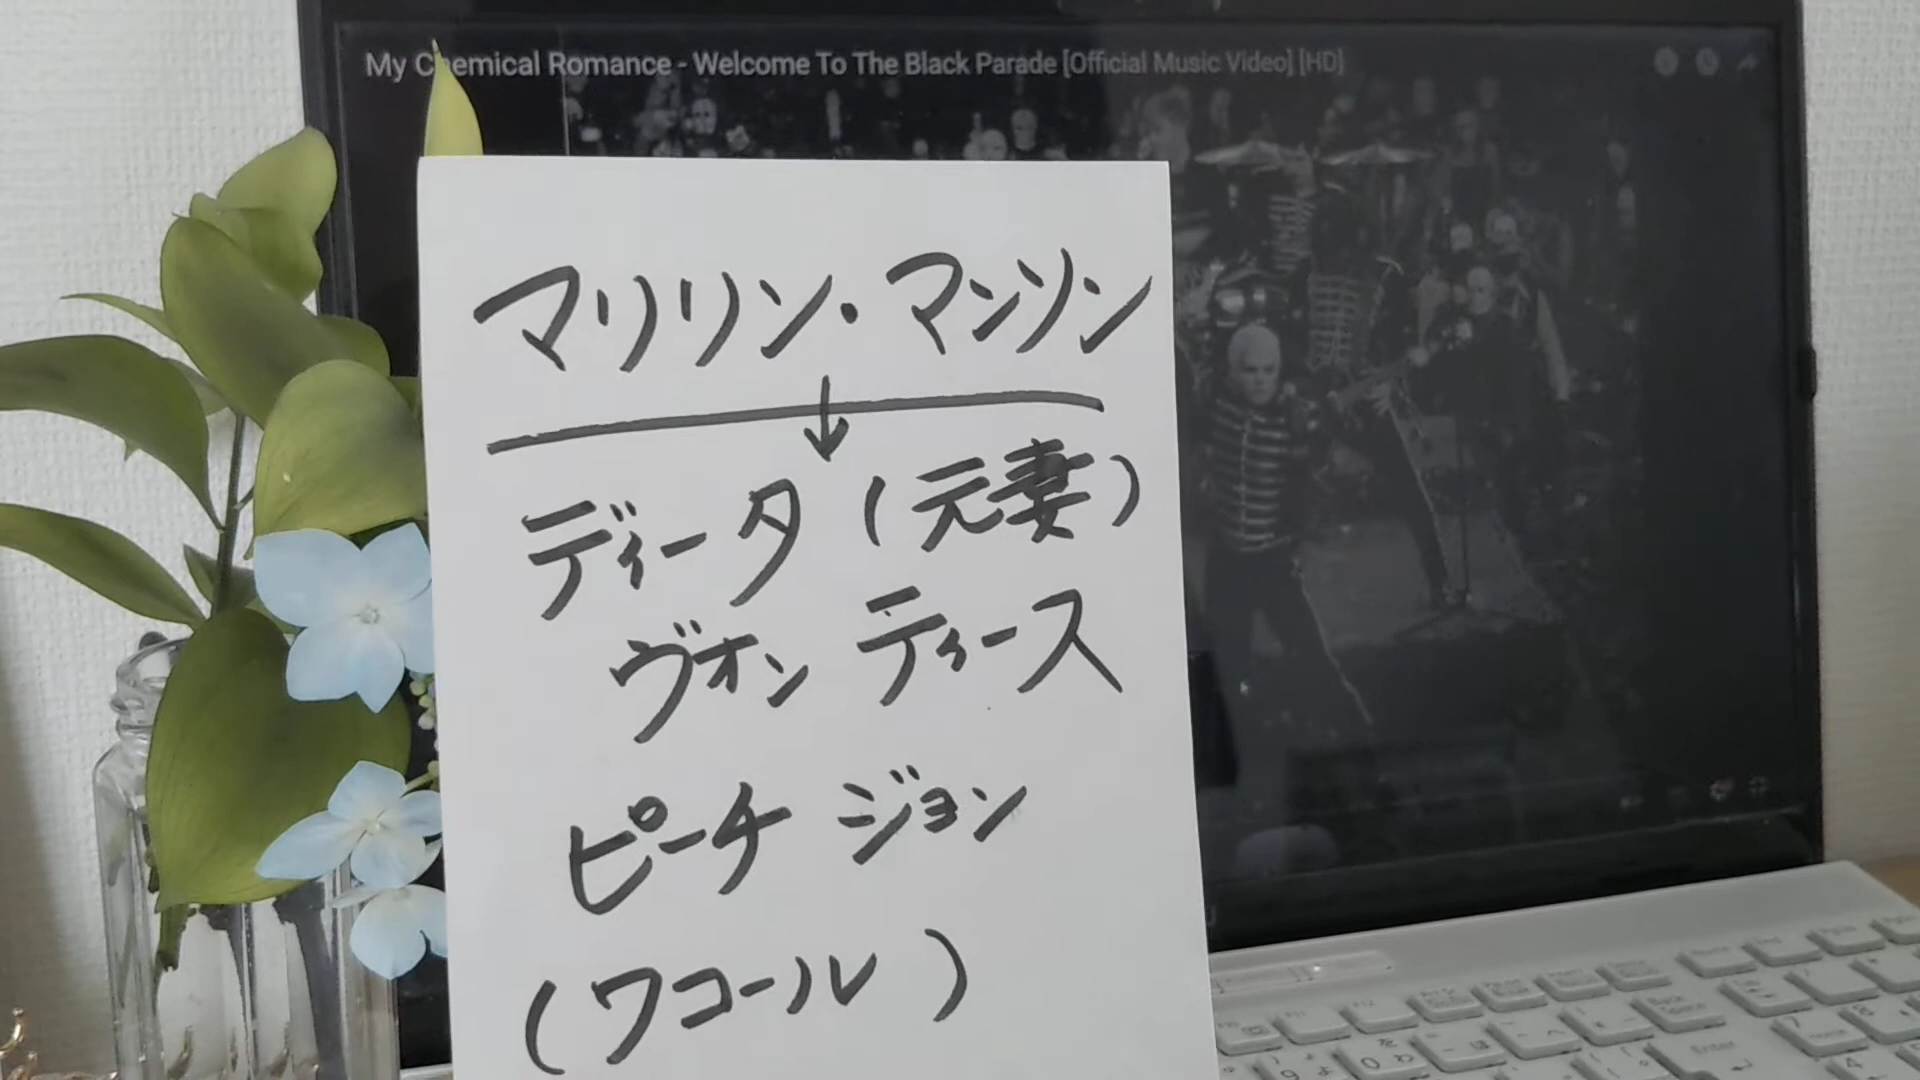 My Chemical Romance - Welcome To The Black Parade [Official Music Video] [HD]
マリリン・マンソン
↓
ディータ(元妻)
ヴォン ティース
ピーチ ジョン
(ワコール)